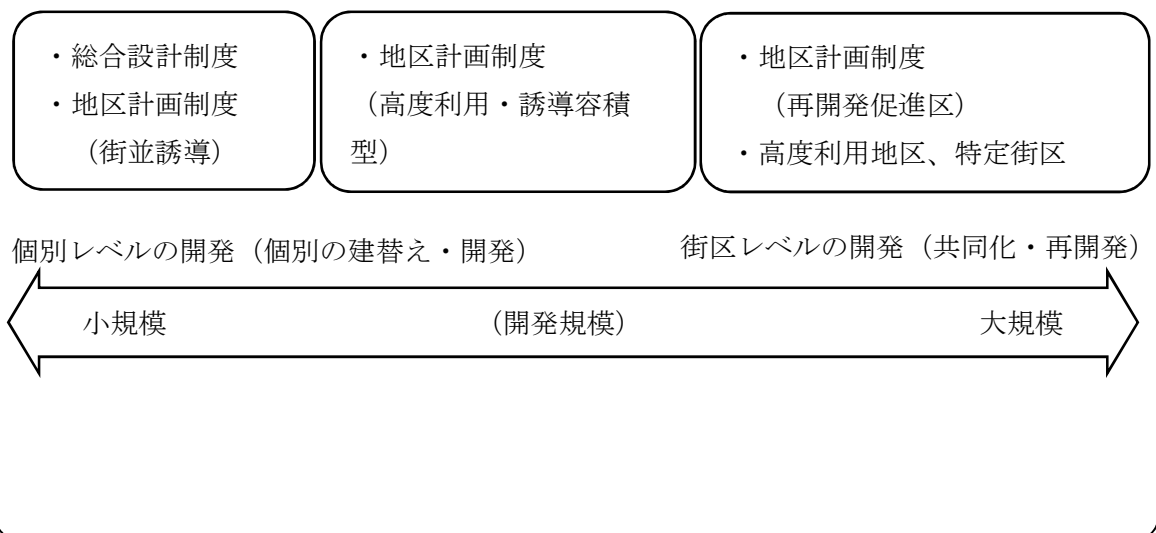 ・総合設計制度
・地区計画制度
（街並誘導）
・地区計画制度
（高度利用・誘導容積
型）
・地区計画制度
（再開発促進区）
・高度利用地区、特定街区
個別レベルの開発（個別の建替え・開発）
街区レベルの開発（共同化・再開発）
小規模
（開発規模）
大規模